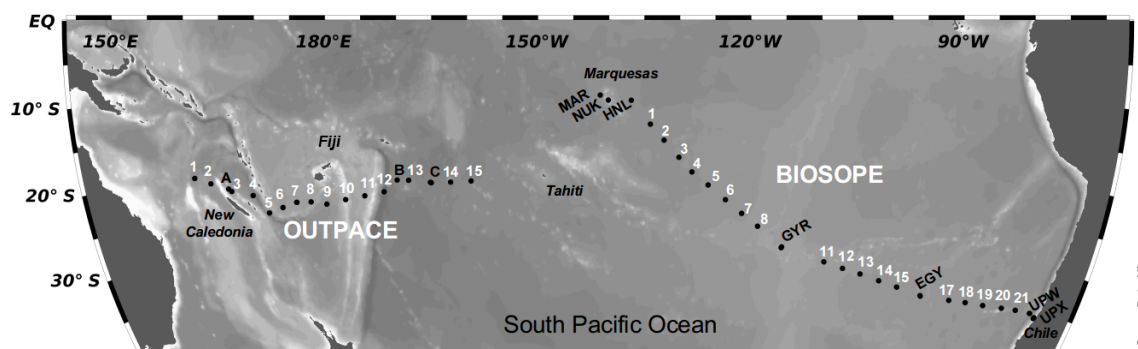 EQ
150°E
180°E
150°W
120°W
90°W
10° S
20° S
30° S
Marquesas
MAR
NUK
HNL
1
2
3
4
5
6
7
8
GYR
11
12
13
14
15
EGY
17
18
19
20
21
UPW
UPX
Chile
BIOSOPE
Fiji
Tahiti
1
2
A
3
4
5
6
7
8
9
10
11
12
B
13
C
14
15
New
Caledonia
OUTPACE
South Pacific Ocean